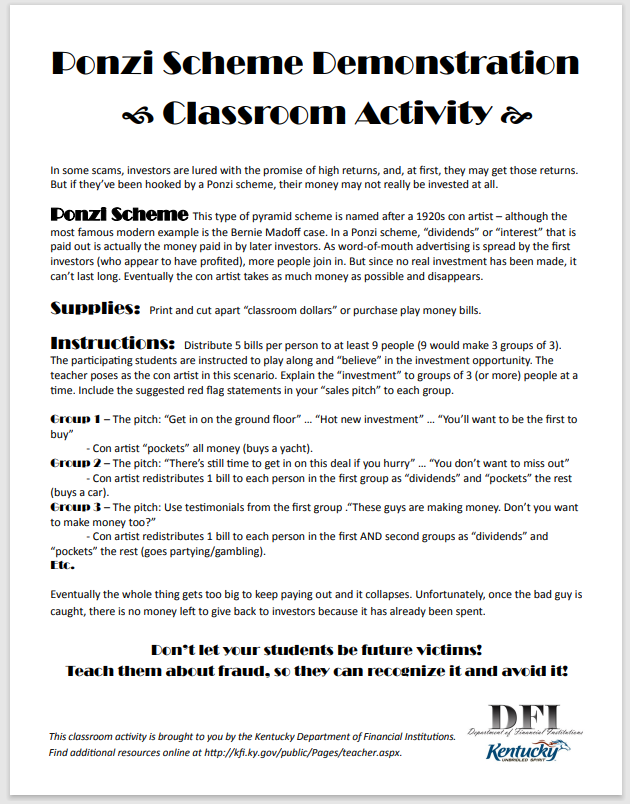 Ponzi Scheme Demonstration
Classroom Activity
In some scams, investors are lured with the promise of high returns, and, at first, they may get those returns.
But if they've been hooked by a Ponzi scheme, their money may not really be invested at all.
Ponzi Scheme This type of pyramid scheme is named after a 1920s con artist – although the
most famous modern example is the Bernie Madoff case. In a Ponzi scheme, "dividends" or "interest" that is
paid out is actually the money paid in by later investors. As word-of-mouth advertising is spread by the first
investors (who appear to have profited), more people join in. But since no real investment has been made, it
can't last long. Eventually the con artist takes as much money as possible and disappears.
Supplies: Print and cut apart "classroom dollars" or purchase play money bills.
Instructions: Distribute 5 bills per person to at least 9 people (9 would make 3 groups of 3).
The participating students are instructed to play along and "believe" in the investment opportunity. The
teacher poses as the con artist in this scenario. Explain the "investment" to groups of 3 (or more) people at a
time. Include the suggested red flag statements in your "sales pitch" to each group.
Group 1 – The pitch: "Get in on the ground floor" … "Hot new investment" … "You'll want to be the first to
buy"
- Con artist "pockets" all money (buys a yacht).
Group 2 – The pitch: "There's still time to get in on this deal if you hurry" … "You don't want to miss out"
- Con artist redistributes 1 bill to each person in the first group as "dividends" and "pockets" the rest
(buys a car).
Group 3 – The pitch: Use testimonials from the first group ."These guys are making money. Don't you want
to make money too?"
- Con artist redistributes 1 bill to each person in the first AND second groups as "dividends" and
"pockets" the rest (goes partying/gambling).
Etc.
Eventually the whole thing gets too big to keep paying out and it collapses. Unfortunately, once the bad guy is
caught, there is no money left to give back to investors because it has already been spent.
Don't let your students be future victims!
Teach them about fraud, so they can recognize it and avoid it!
DFI
Department of Financial Institutions
This classroom activity is brought to you by the Kentucky Department of Financial Institutions.
Find additional resources online at http://kfi.ky.gov/public/Pages/teacher.aspx.
Kentucky
UNBRIDLED SPIRIT